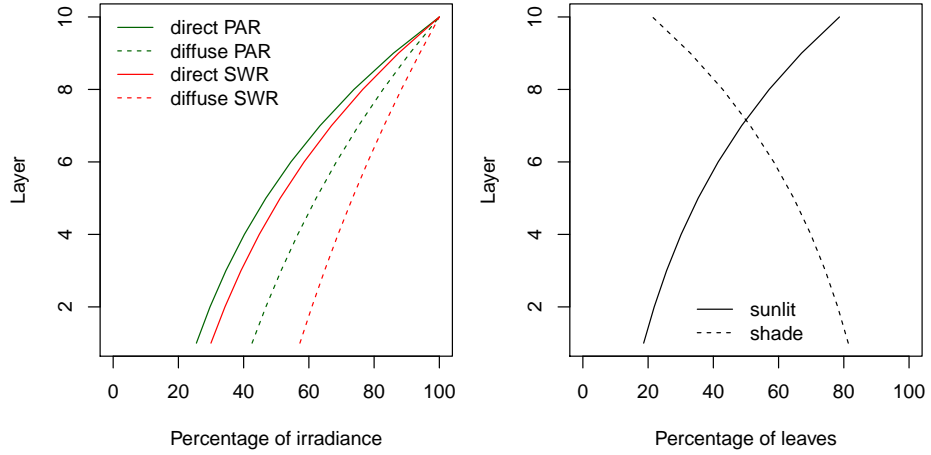 direct PAR
diffuse PAR
direct SWR
diffuse SWR
Layer
10
8
6
4
2
0 20 40 60 80 100
Percentage of irradiance
sunlit
shade
Layer
10
8
6
4
2
0 20 40 60 80 100
Percentage of leaves